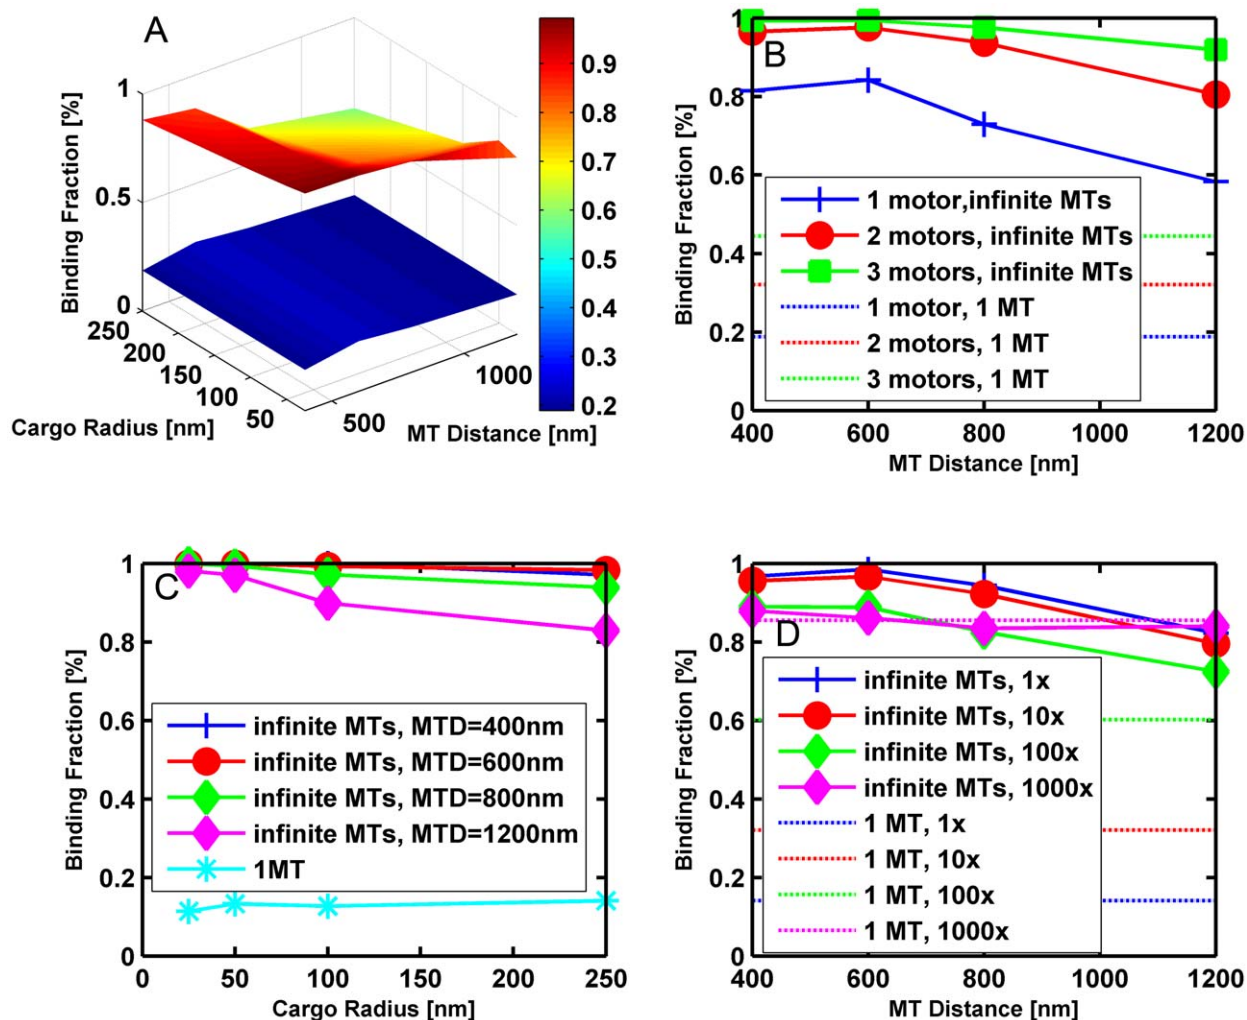 A
1
0.5
0
Binding Fraction [%]
250
200
150
100
50
Cargo Radius [nm]
500
1000
MT Distance [nm]
0.9
0.8
0.7
0.6
0.5
0.4
0.3
0.2
B
1
0.8
0.6
0.4
0.2
0
Binding Fraction [%]
1 motor,infinite MTs
2 motors, infinite MTs
3 motors, infinite MTs
1 motor, 1 MT
2 motors, 1 MT
3 motors, 1 MT
400
600
800
1000
1200
MT Distance [nm]
C
1
0.8
0.6
0.4
0.2
0
Binding Fraction [%]
infinite MTs, MTD=400nm
infinite MTs, MTD=600nm
infinite MTs, MTD=800nm
infinite MTs, MTD=1200nm
1MT
0
50
100
150
200
250
Cargo Radius [nm]
D
1
0.8
0.6
0.4
0.2
0
Binding Fraction [%]
infinite MTs, 1x
infinite MTs, 10x
infinite MTs, 100x
infinite MTs, 1000x
1 MT, 1x
1 MT, 10x
1 MT, 100x
1 MT, 1000x
400
600
800
1000
1200
MT Distance [nm]